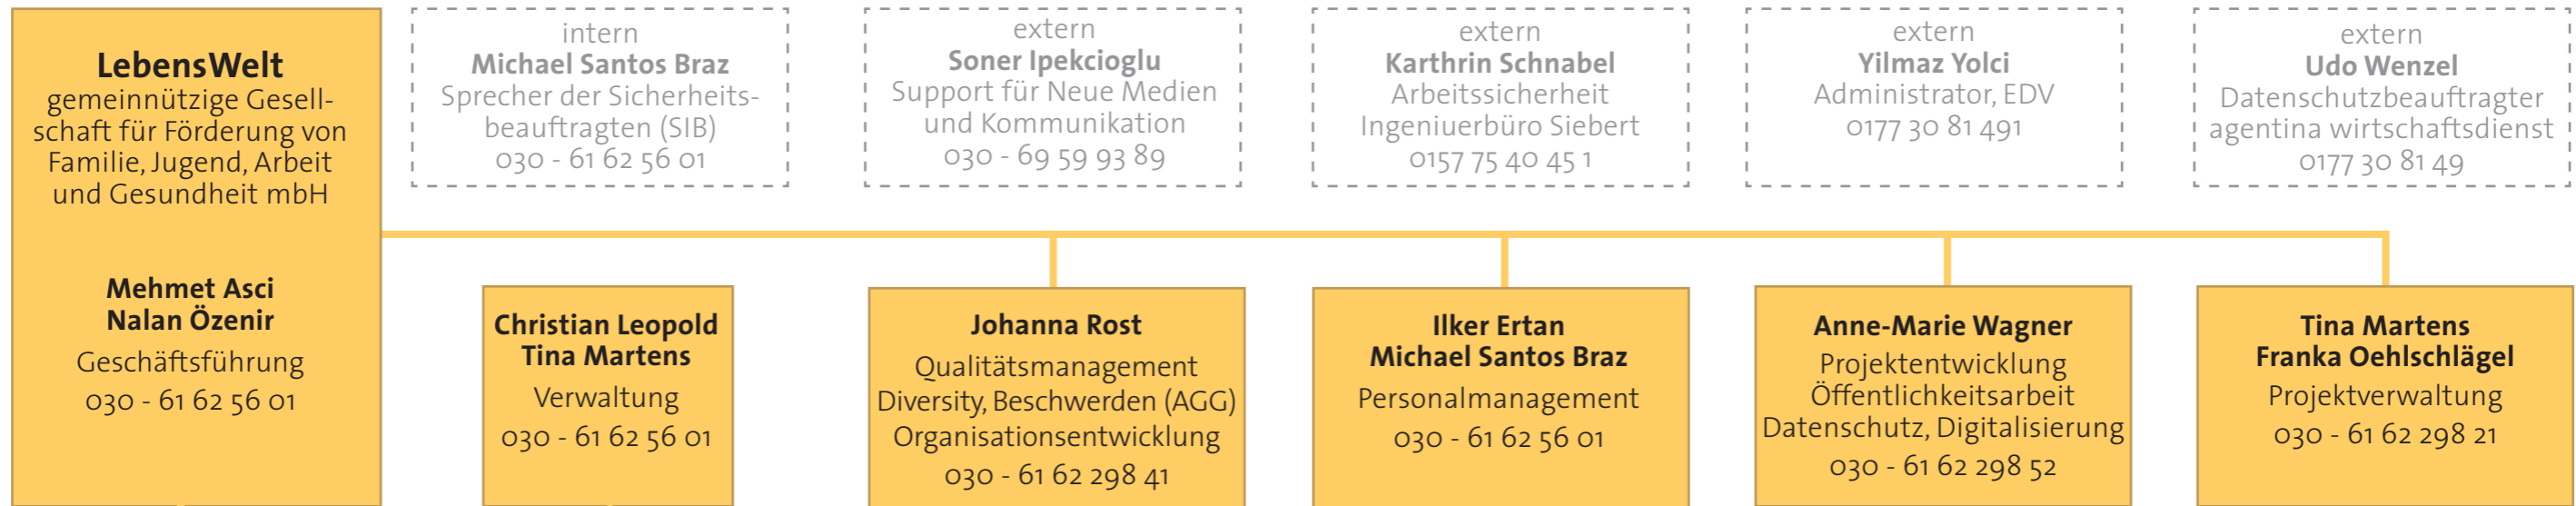 LebensWelt
gemeinnützige Gesell-
schaft für Förderung von
Familie, Jugend, Arbeit
und Gesundheit mbH
Mehmet Asci
Nalan Özenir
Geschäftsführung
030 - 61 62 56 01
intern
Michael Santos Braz
Sprecher der Sicherheits-
beauftragten (SIB)
030 - 61 62 56 01
extern
Soner Ipekcioglu
Support für Neue Medien
und Kommunikation
030 - 69 59 93 89
extern
Karthrin Schnabel
Arbeitssicherheit
Ingeniuerbüro Siebert
0157 75 40 45 1
extern
Yilmaz Yolci
Administrator, EDV
0177 30 81 491
extern
Udo Wenzel
Datenschutzbeauftragter
agentina wirtschaftsdienst
0177 30 81 49
Christian Leopold
Tina Martens
Verwaltung
030 - 61 62 56 01
Johanna Rost
Qualitätsmanagement
Diversity, Beschwerden (AGG)
Organisationsentwicklung
030 - 61 62 298 41
Ilker Ertan
Michael Santos Braz
Personalmanagement
030 - 61 62 56 01
Anne-Marie Wagner
Projektentwicklung
Öffentlichkeitsarbeit
Datenschutz, Digitalisierung
030 - 61 62 298 52
Tina Martens
Franka Oehlschlägel
Projektverwaltung
030 - 61 62 298 21